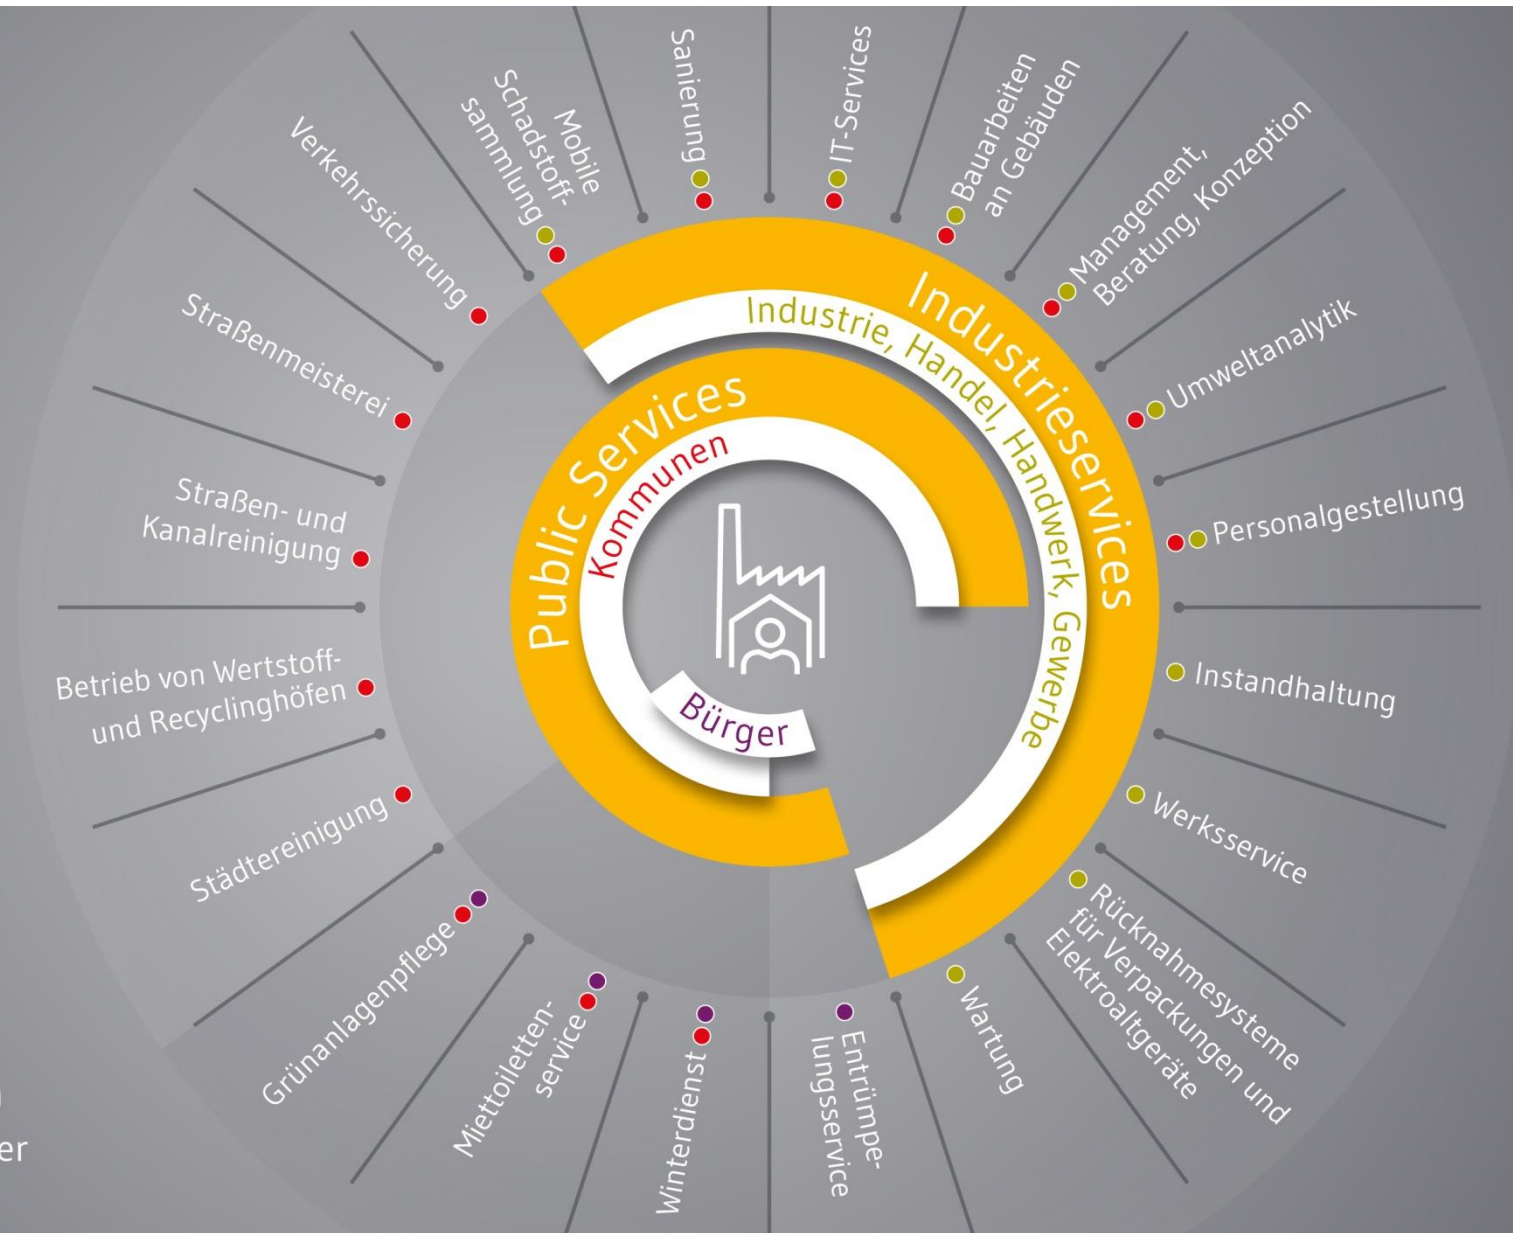 Sanierung
IT-Services
Bauarbeiten
an Gebäuden
Management,
Beratung, Konzeption
Umweltanalytik
Personalgestellung
Instandhaltung
Werksservice
Rücknahmesysteme
für Verpackungen und
Elektroaltgeräte
Wartung
Entrümpe-
lungsservice
Winterdienst
Miettoiletten-
service
Grünanlagenpflege
Städtereinigung
Betrieb von Wertstoff-
und Recyclinghöfen
Straßen- und
Kanalreinigung
Straßenmeisterei
Verkehrssicherung
Mobile
Schadstoff-
sammlung
Industrieservices
Industrie, Handel, Handwerk, Gewerbe
Public Services
Kommunen
Bürger
er